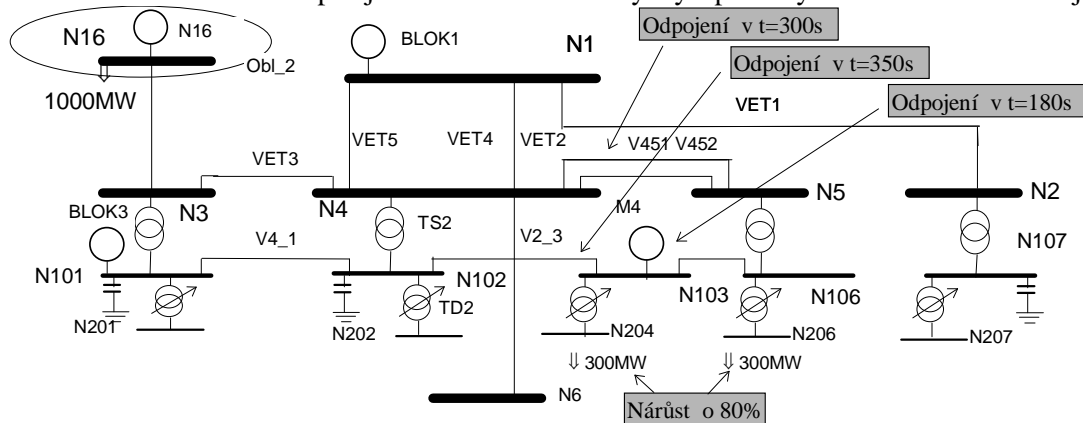 Odpojení v t=300s
N16
N16
BLOK1
N1
Obl_2
Odpojení v t=350s
1000MW
VET1
Odpojení v t=180s
VET5
VET4
VET2
V451 V452
VET3
BLOK3
N3
N4
N5
N2
M4
TS2
V4_1
V2_3
N107
N101
N102
N103
N106
TD2
N201
N202
N204
N206
N207
⇓ 300MW
⇓ 300MW
N6
Nárůst o 80%